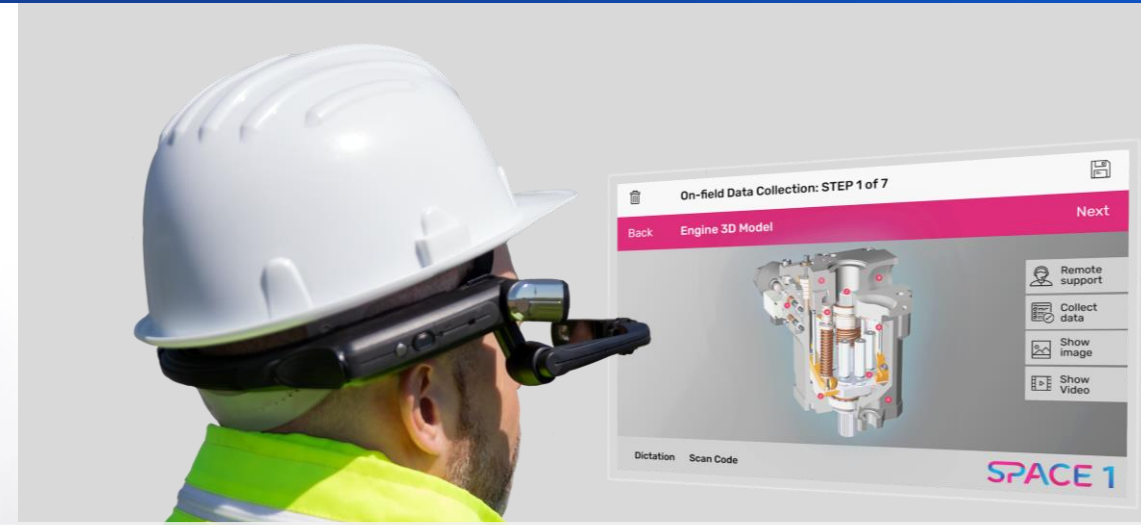 On-field Data Collection: STEP 1 of 7
Back Engine 3D Model Next
Remote
support
Collect
data
Show
image
Show
Video
Dictation Scan Code
SPACE 1